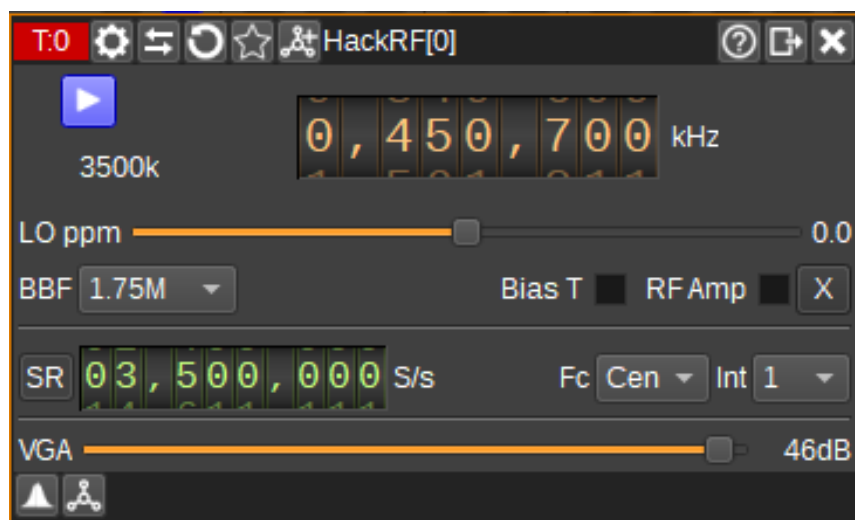 T:0 HackRF[0]
0,450,700 kHz
3500k
LO ppm 0.0
BBF 1.75M Bias T RF Amp X
SR 03,500,000 S/s Fc Cen Int 1
VGA 46dB